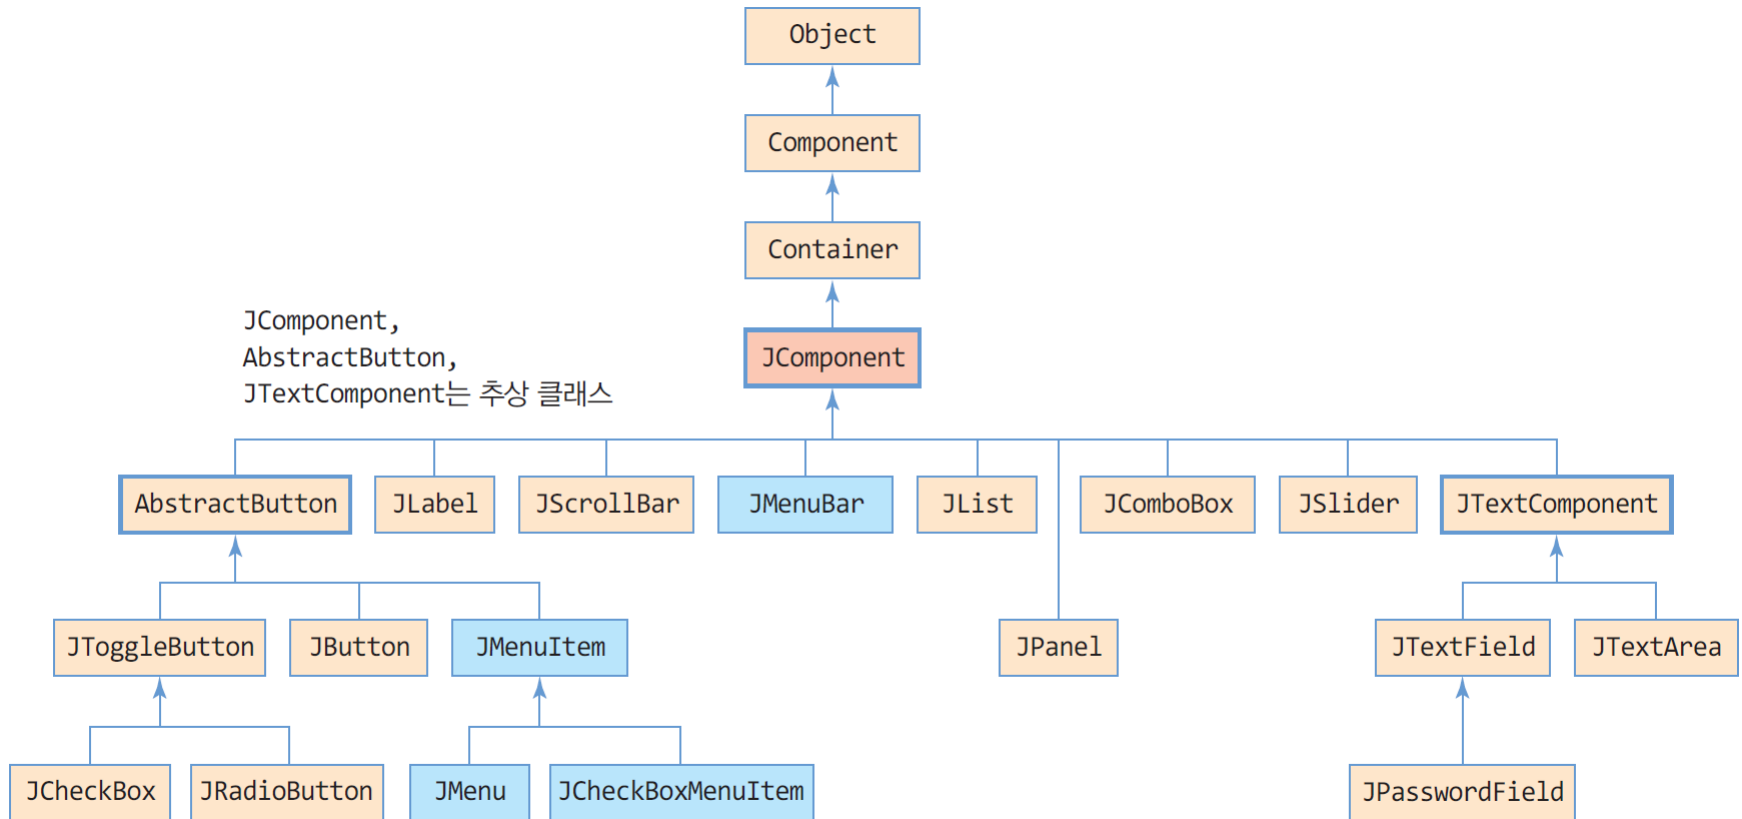 Object
Component
Container
JComponent,
AbstractButton,
JTextComponent는 추상 클래스
JComponent
AbstractButton JLabel JScrollBar JMenuBar JList JComboBox JSlider JTextComponent
JToggleButton JButton JMenuItem JPanel JTextField JTextArea
JCheckBox JRadioButton JMenu JCheckBoxMenuItem JPasswordField